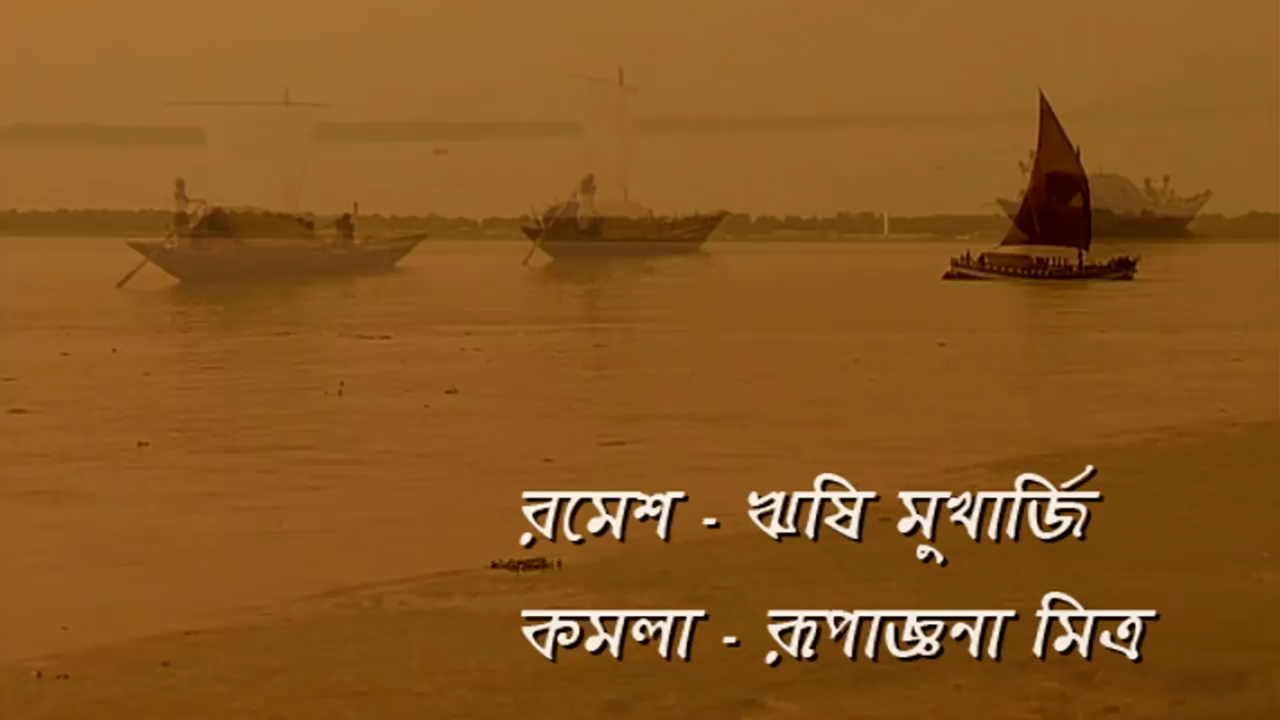 রমেশ - ঋষি মুখার্জি
কমলা - রূপাঞ্জনা মিত্র